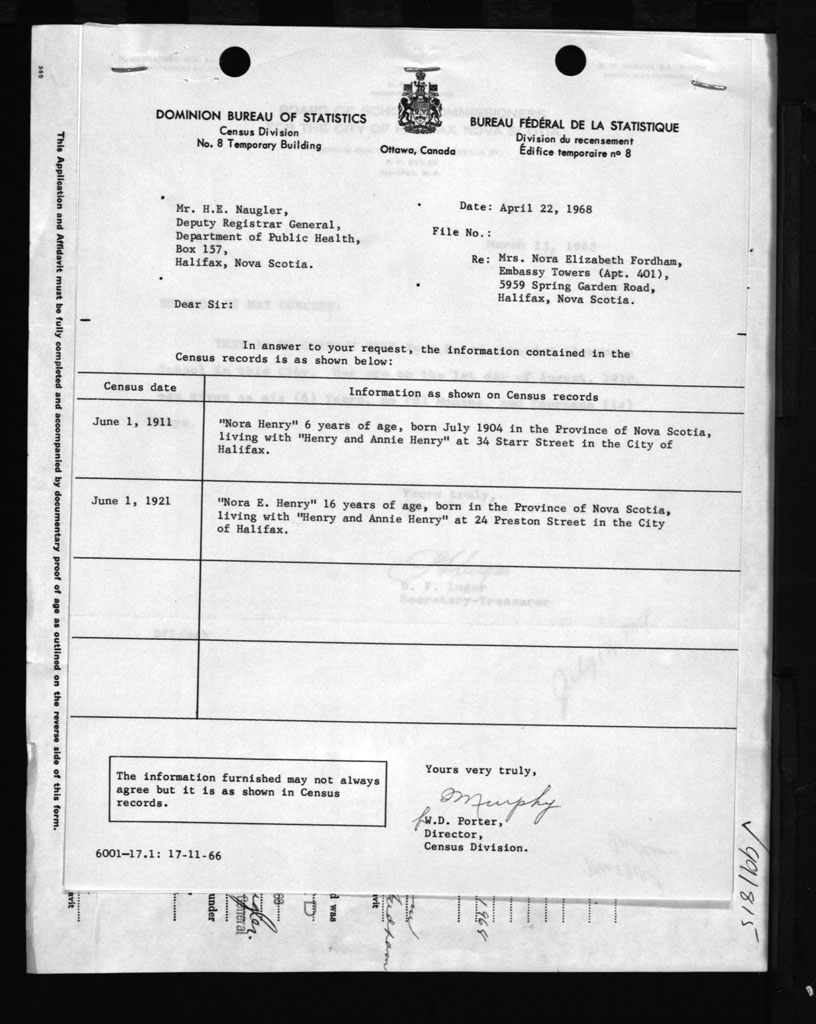 DOMINION BUREAU OF STATISTICS
Census Division
No. 8 Temporary Building
Ottawa, Canada
BUREAU FÉDÉRAL DE LA STATISTIQUE
Division du recensement
Édifice temporaire nº 8
Mr. H.E. Naugler,
Deputy Registrar General,
Department of Public Health,
Box 157,
Halifax, Nova Scotia.
Date: April 22, 1968
File No.:
Re: Mrs. Nora Elizabeth Fordham,
Embassy Towers (Apt. 401),
5959 Spring Garden Road,
Halifax, Nova Scotia.
Dear Sir:
In answer to your request, the information contained in the
Census records is as shown below:
Census date
Information as shown on Census records
June 1, 1911
"Nora Henry" 6 years of age, born July 1904 in the Province of Nova Scotia,
living with "Henry and Annie Henry" at 34 Starr Street in the City of
Halifax.
June 1, 1921
"Nora E. Henry" 16 years of age, born in the Province of Nova Scotia,
living with "Henry and Annie Henry" at 24 Preston Street in the City
of Halifax.
The information furnished may not always
agree but it is as shown in Census
records.
Yours very truly,
Murphy
W.D. Porter,
Director,
Census Division.
6001-17.1: 17-11-66
This Application and Affidavit must be fully completed and accompanied by documentary proof of age as outlined on the reverse side of this form.
991815
under
general
d was
1968